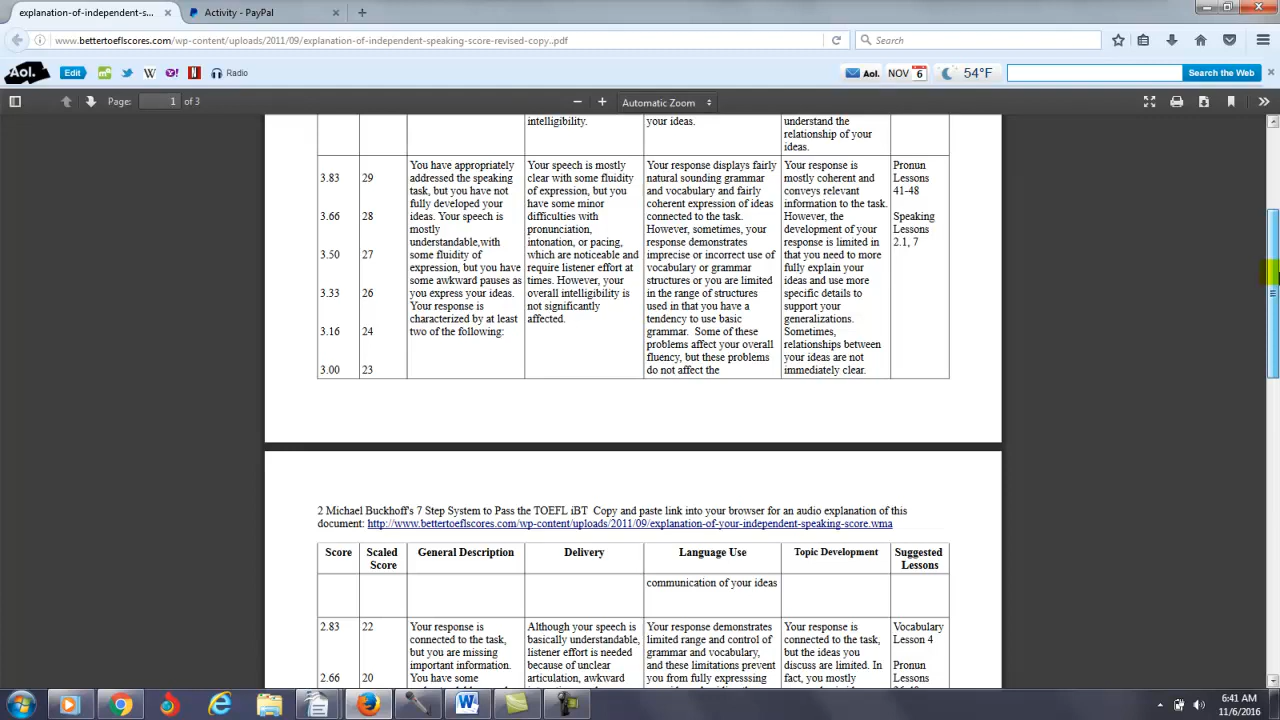 explanation-of-independent-s...
Activity - PayPal
www.bettertoeflscores.com/wp-content/uploads/2011/09/explanation-of-independent-speaking-score-revised-copy..pdf
Search
Aol.
Edit
Radio
Aol.
NOV 6
54°F
Search the Web
Page: 1 of 3
Automatic Zoom
intelligibility.
your ideas.
understand the
relationship of your
ideas.
3.83
3.66
3.50
3.33
3.16
3.00
29
28
27
26
24
23
You have appropriately
addressed the speaking
task, but you have not
fully developed your
ideas. Your speech is
mostly
understandable,with
some fluidity of
expression, but you have
some awkward pauses as
you express your ideas.
Your response is
characterized by at least
two of the following:
Your speech is mostly
clear with some fluidity
of expression, but you
have some minor
difficulties with
pronunciation,
intonation, or pacing,
which are noticeable and
require listener effort at
times. However, your
overall intelligibility is
not significantly
affected.
Your response displays fairly
natural sounding grammar
and vocabulary and fairly
coherent expression of ideas
connected to the task.
However, sometimes, your
response demonstrates
imprecise or incorrect use of
vocabulary or grammar
structures or you are limited
in the range of structures
used in that you have a
tendency to use basic
grammar. Some of these
problems affect your overall
fluency, but these problems
do not affect the
Your response is
mostly coherent and
conveys relevant
information to the task.
However, the
development of your
response is limited in
that you need to more
fully explain your
ideas and use more
specific details to
support your
generalizations.
Sometimes,
relationships between
your ideas are not
immediately clear.
Pronun
Lessons
41-48
Speaking
Lessons
2.1, 7
2 Michael Buckhoff's 7 Step System to Pass the TOEFL iBT Copy and paste link into your browser for an audio explanation of this
document: http://www.bettertoeflscores.com/wp-content/uploads/2011/09/explanation-of-your-independent-speaking-score.wma
Score
Scaled
Score
General Description
Delivery
Language Use
Topic Development
Suggested
Lessons
communication of your ideas
2.83
2.66
22
20
Your response is
connected to the task,
but you are missing
important information.
You have some
Although your speech is
basically understandable,
listener effort is needed
because of unclear
articulation, awkward
Your response demonstrates
limited range and control of
grammar and vocabulary,
and these limitations prevent
you from fully expresssing
Your response is
connected to the task,
but the ideas you
discuss are limited. In
fact, you mostly
Vocabulary
Lesson 4
Pronun
Lessons
6:41 AM
11/6/2016